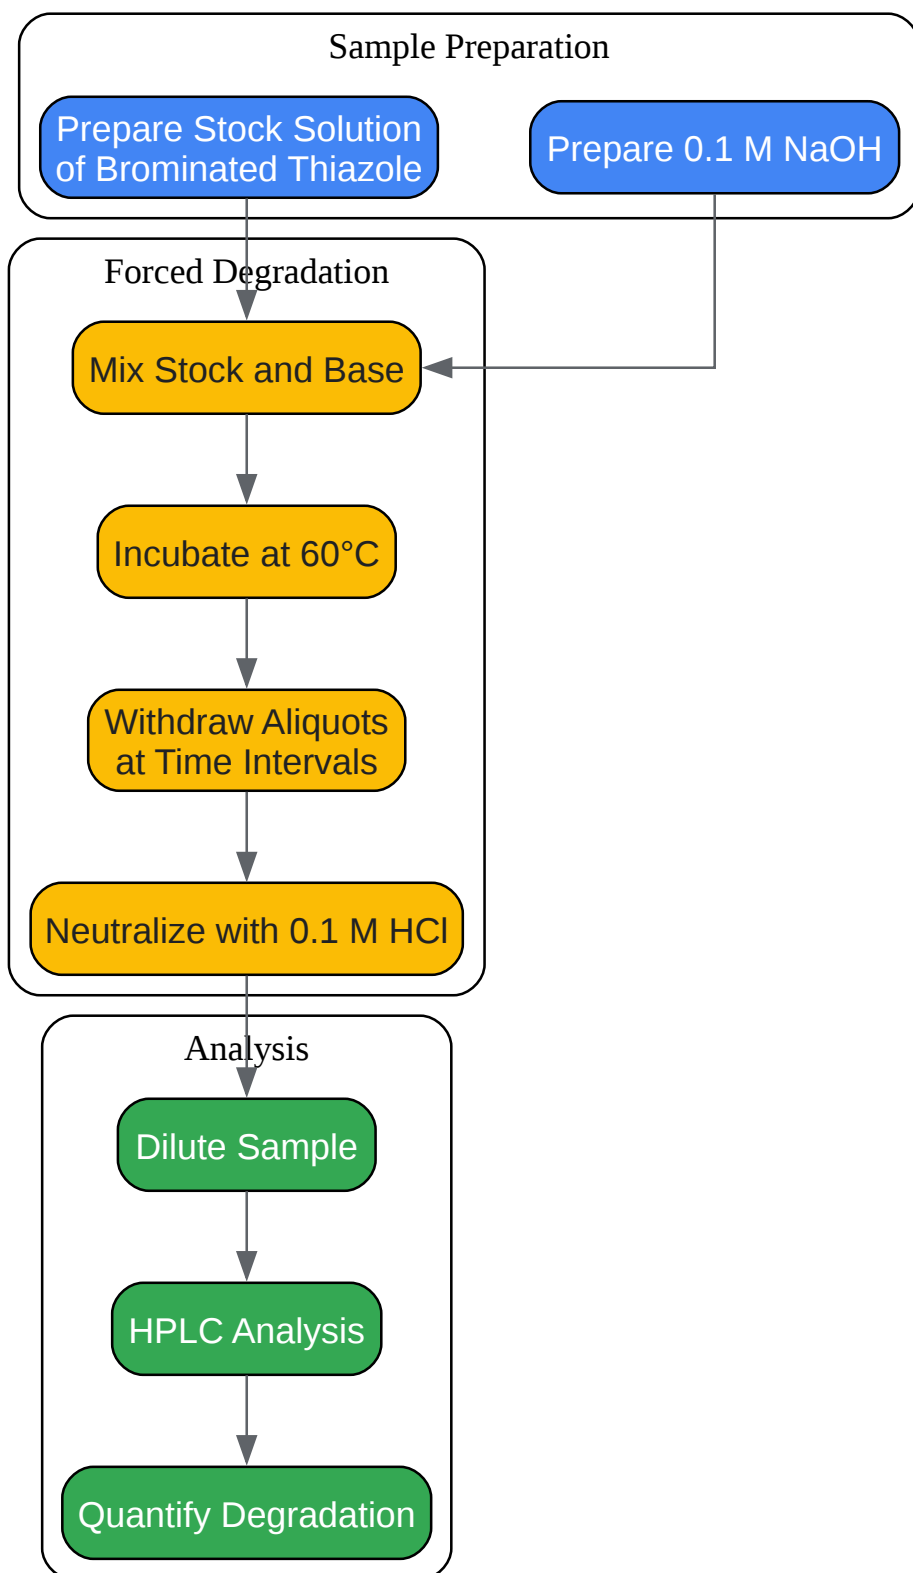 Sample Preparation
Prepare Stock Solution
of Brominated Thiazole
Prepare 0.1 M NaOH
Forced Degradation
Mix Stock and Base
Incubate at 60°C
Withdraw Aliquots
at Time Intervals
Neutralize with 0.1 M HCl
Analysis
Dilute Sample
HPLC Analysis
Quantify Degradation